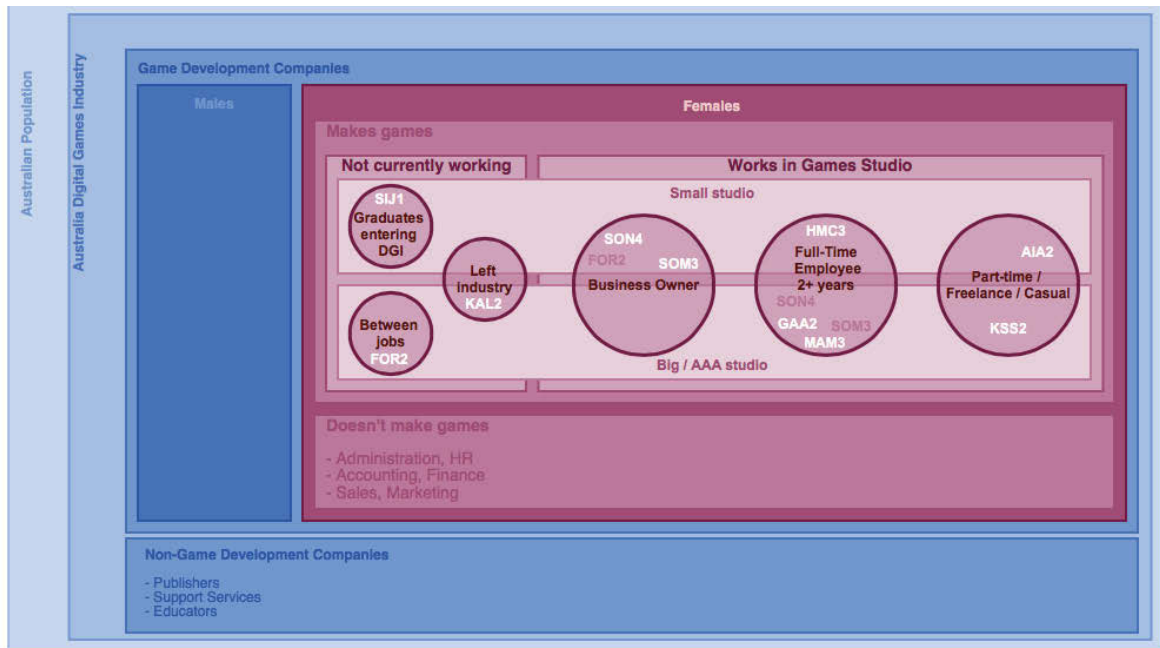 Australian Population
Australia Digital Games Industry
Game Development Companies
Males
Females
Makes games
Not currently working
Works in Games Studio
Small studio
SIJ1
Graduates
entering
DGI
Left
industry
KAL2
Between
jobs
FOR2
SON4
FOR2
SOM3
Business Owner
HMC3
Full-Time
Employee
2+ years
SON4
GAA2
SOM3
MAM3
AIA2
Part-time /
Freelance / Casual
KSS2
Big / AAA studio
Doesn't make games
- Administration, HR
- Accounting, Finance
- Sales, Marketing
Non-Game Development Companies
- Publishers
- Support Services
- Educators